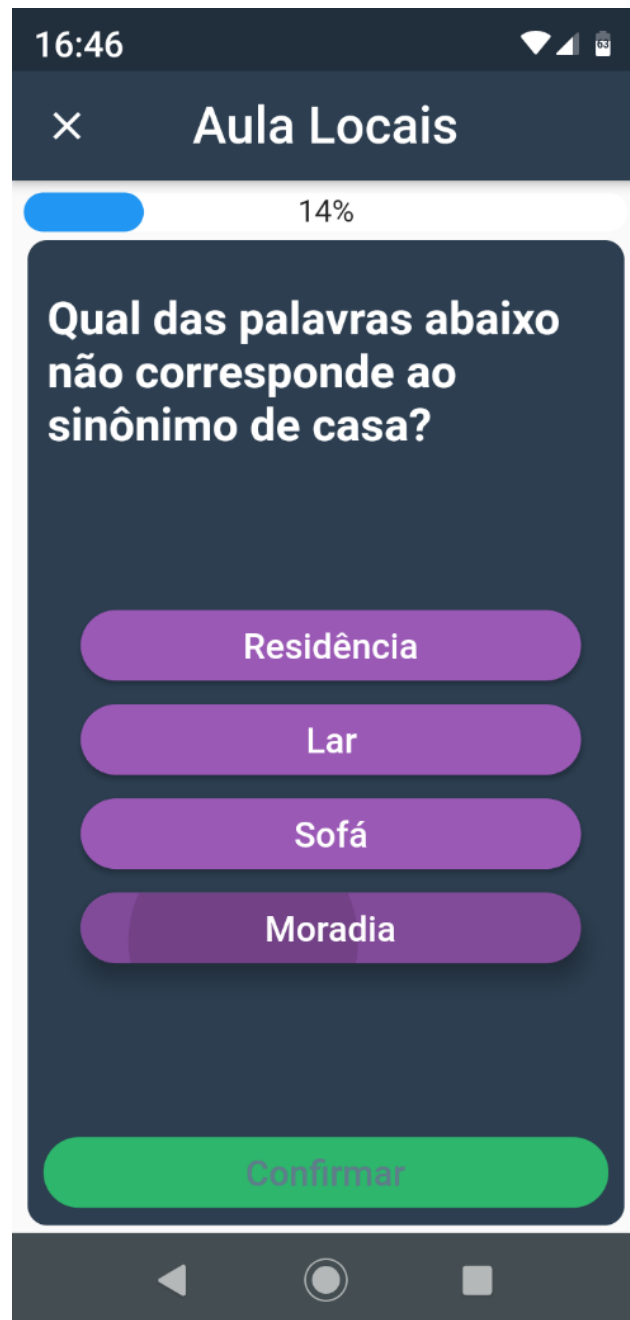 16:46
63
Aula Locais
14%
Qual das palavras abaixo
não corresponde ao
sinônimo de casa?
Residência
Lar
Sofá
Moradia
Confirmar